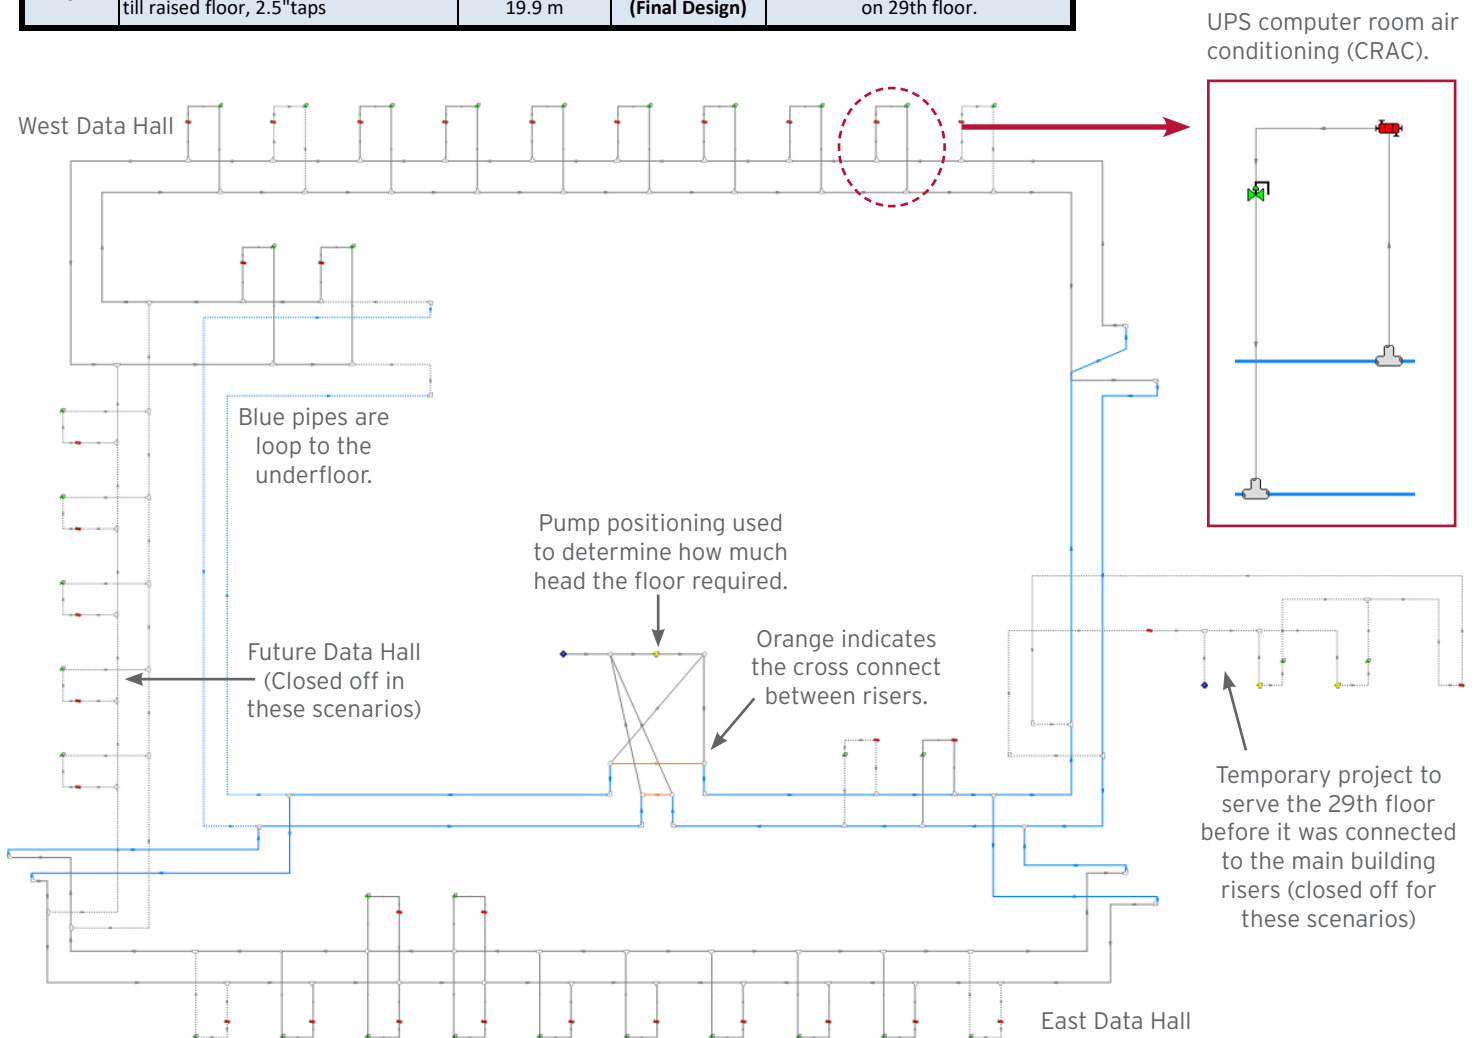 till raised floor, 2.5"taps
19.9 m
(Final Design)
on 29th floor.
UPS computer room air
conditioning (CRAC).
West Data Hall
Blue pipes are
loop to the
underfloor.
Pump positioning used
to determine how much
head the floor required.
Orange indicates
the cross connect
between risers.
Future Data Hall
(Closed off in
these scenarios)
Temporary project to
serve the 29th floor
before it was connected
to the main building
risers (closed off for
these scenarios)
East Data Hall